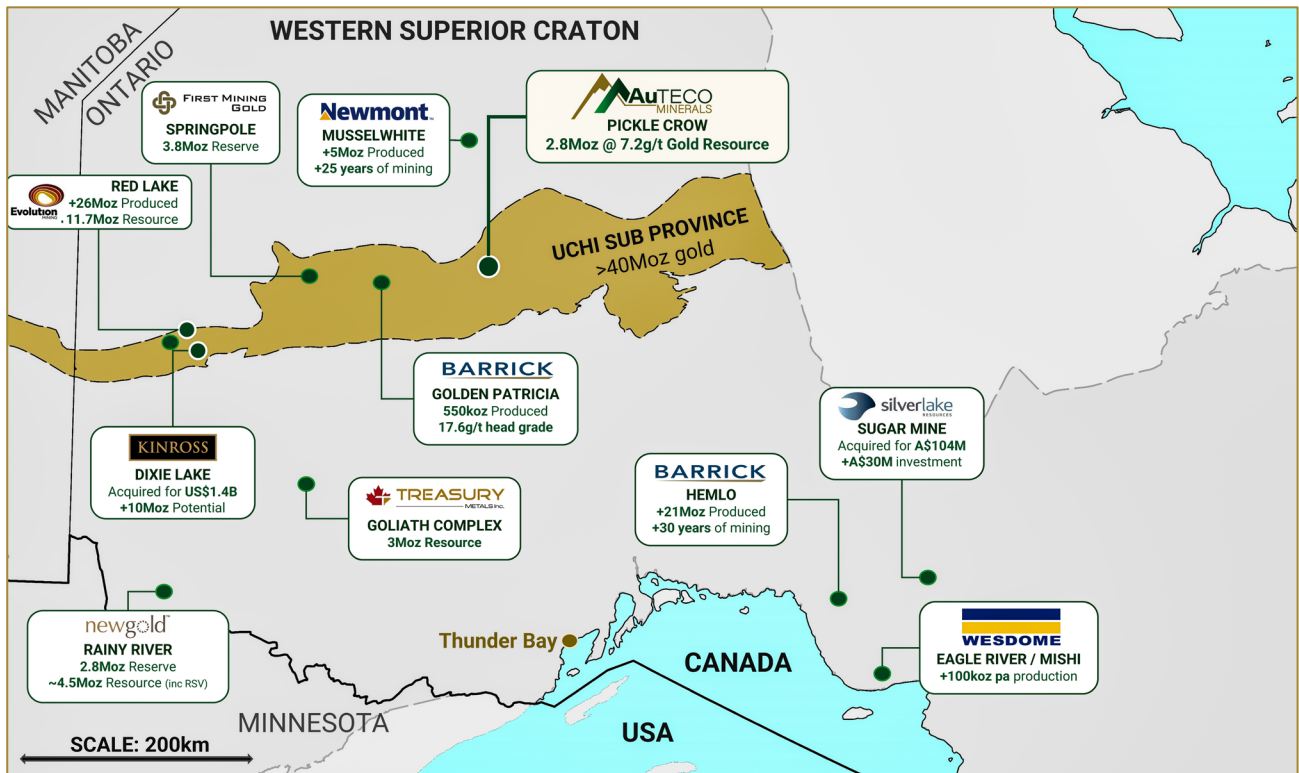 WESTERN SUPERIOR CRATON
MANITOBA
ONTARIO
FIRST MINING
GOLD
SPRINGPOLE
3.8Moz Reserve
Newmont™
MUSSELWHITE
+5Moz Produced
+25 years of mining
AuTECO
MINERALS
PICKLE CROW
2.8Moz @ 7.2g/t Gold Resource
Evolution
MINING
RED LAKE
+26Moz Produced
11.7Moz Resource
UCHI SUB PROVINCE
>40Moz gold
BARRICK
GOLDEN PATRICIA
550koz Produced
17.6g/t head grade
silverlake
RESOURCES
SUGAR MINE
Acquired for A$104M
+A$30M investment
KINROSS
DIXIE LAKE
Acquired for US$1.4B
+10Moz Potential
TREASURY
METALS Inc.
GOLIATH COMPLEX
3Moz Resource
BARRICK
HEMLO
+21Moz Produced
+30 years of mining
newgold™
RAINY RIVER
2.8Moz Reserve
~4.5Moz Resource (inc RSV)
Thunder Bay
CANADA
WESDOME
EAGLE RIVER / MISHI
+100koz pa production
MINNESOTA
USA
SCALE: 200km